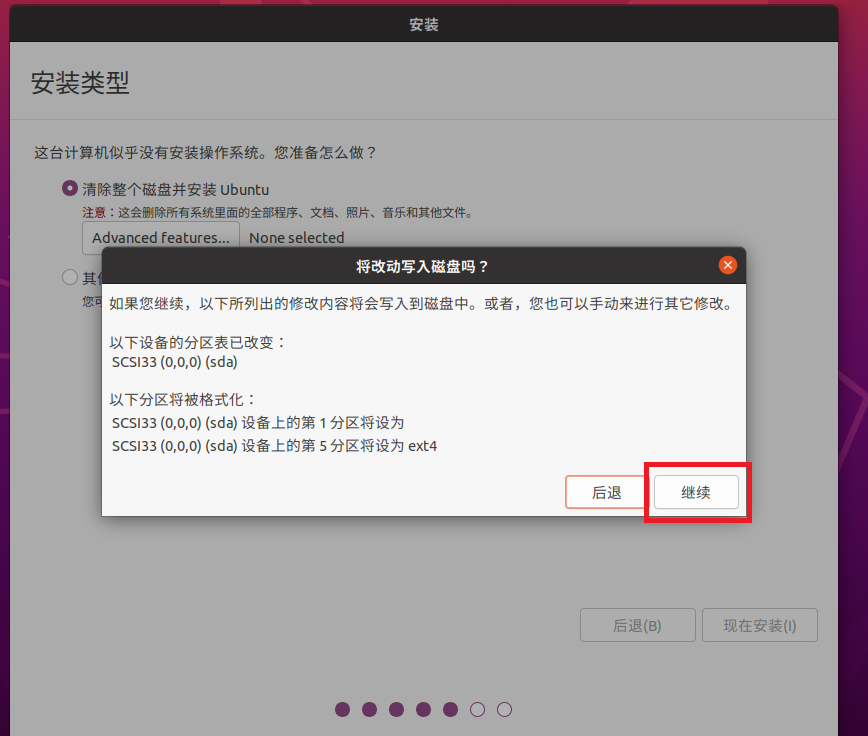 安装
安装类型
这台计算机似乎没有安装操作系统。您准备怎么做？
清除整个磁盘并安装 Ubuntu
注意：这会删除所有系统里面的全部程序、文档、照片、音乐和其他文件。
Advanced features... None selected
其他
您可
将改动写入磁盘吗？
如果您继续，以下所列出的修改内容将会写入到磁盘中。或者，您也可以手动来进行其它修改。
以下设备的分区表已改变：
SCSI33 (0,0,0) (sda)
以下分区将被格式化：
SCSI33 (0,0,0) (sda) 设备上的第 1 分区将设为
SCSI33 (0,0,0) (sda) 设备上的第 5 分区将设为 ext4
后退 继续
后退(B) 现在安装(I)